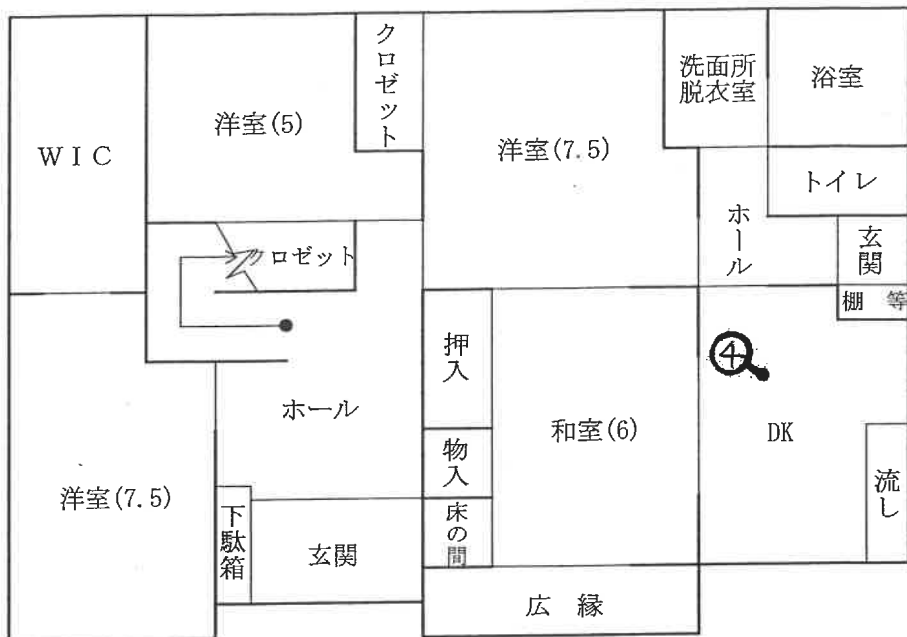 クロゼット
洗面所
脱衣室
浴室
洋室(5)
洋室(7.5)
WIC
トイレ
ホール
玄関
クロゼット
棚 等
押入
④
ホール
和室(6)
DK
物入
洋室(7.5)
流し
下駄箱
玄関
床の間
広 縁